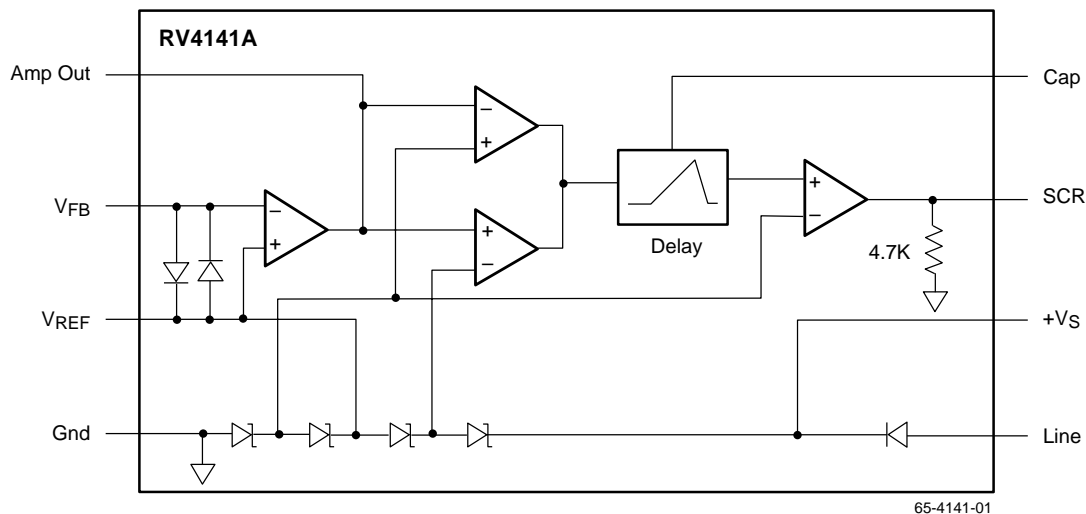 RV4141A
Amp Out
Cap
−
+
VFB
−
+
+
−
+
−
SCR
Delay
4.7K
VREF
+VS
Gnd
Line
65-4141-01